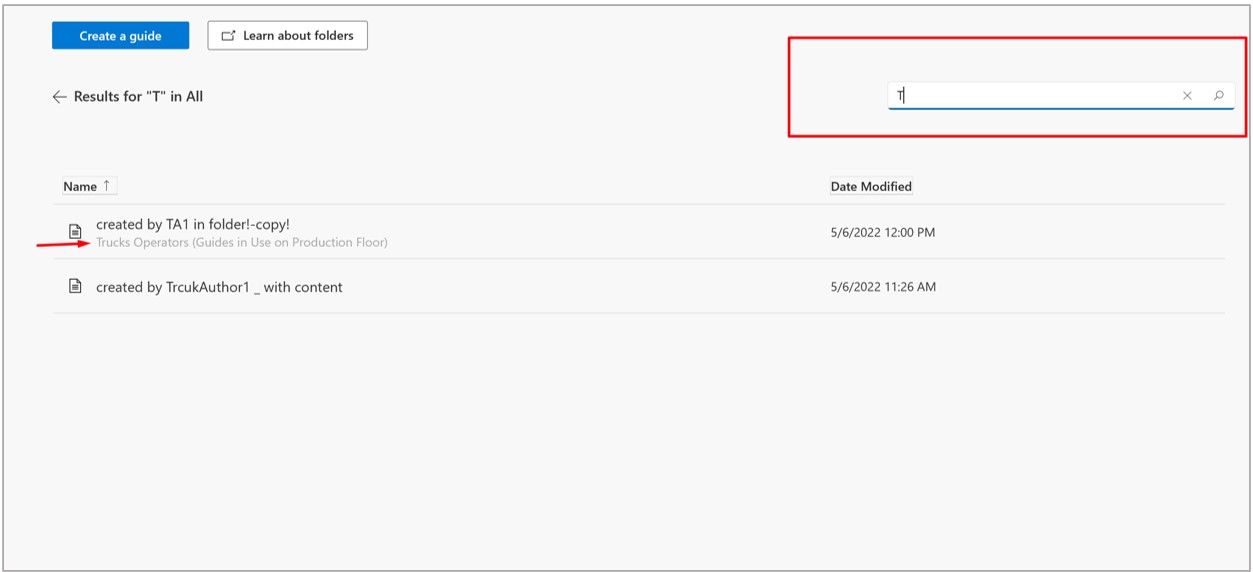 Create a guide
Learn about folders
Results for "T" in All
T
Name ↑
Date Modified
created by TA1 in folder!-copy!
Trucks Operators (Guides in Use on Production Floor)
5/6/2022 12:00 PM
created by TrcukAuthor1 _ with content
5/6/2022 11:26 AM